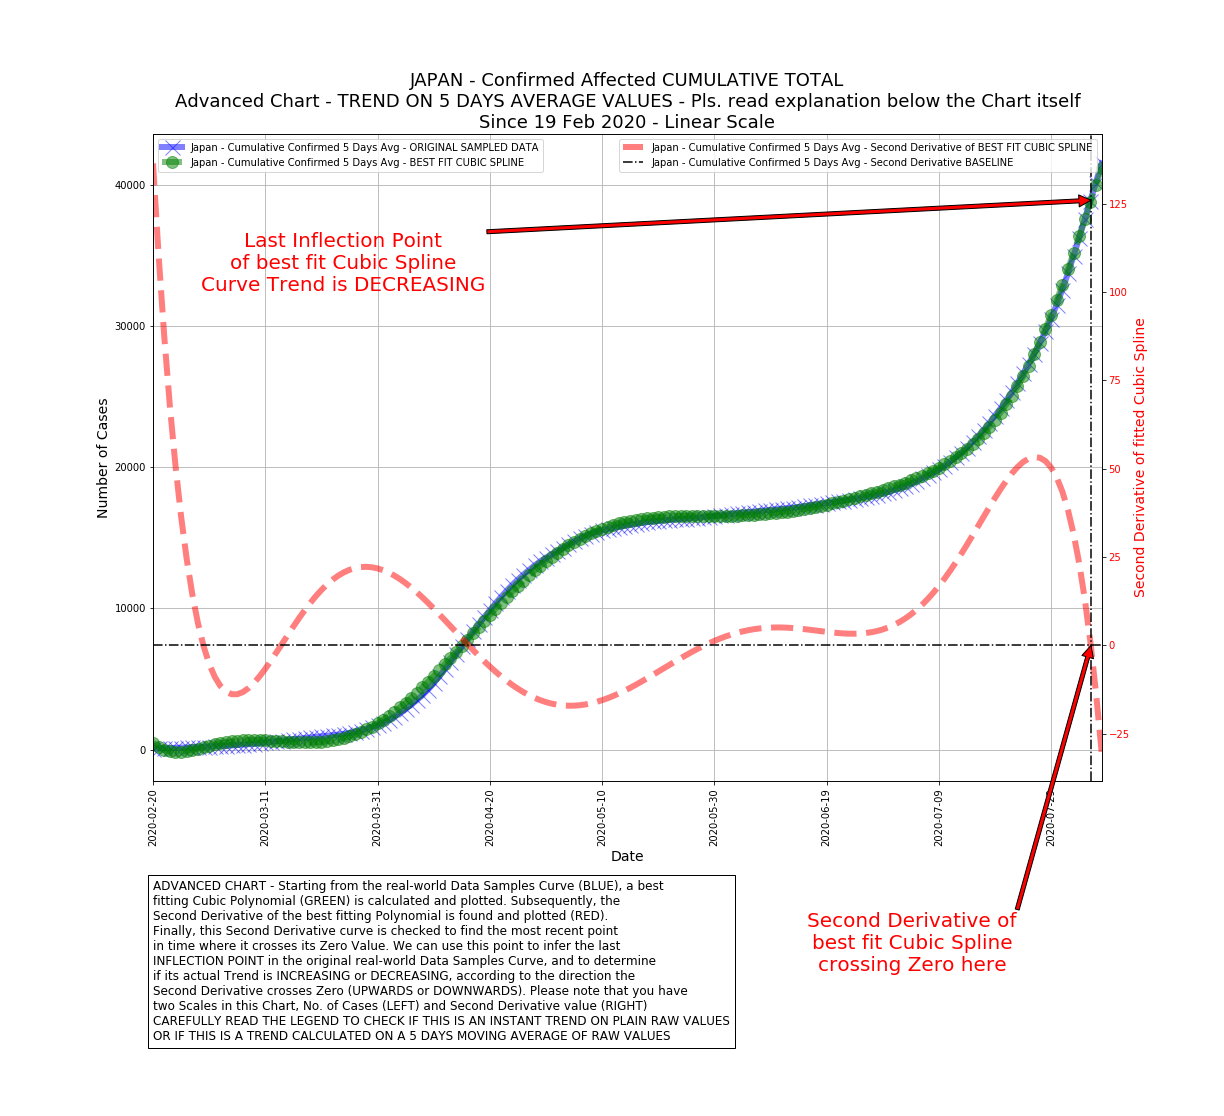 JAPAN - Confirmed Affected CUMULATIVE TOTAL
Advanced Chart - TREND ON 5 DAYS AVERAGE VALUES - Pls. read explanation below the Chart itself
Since 19 Feb 2020 - Linear Scale
Japan - Cumulative Confirmed 5 Days Avg - ORIGINAL SAMPLED DATA
Japan - Cumulative Confirmed 5 Days Avg - BEST FIT CUBIC SPLINE
Japan - Cumulative Confirmed 5 Days Avg - Second Derivative of BEST FIT CUBIC SPLINE
Japan - Cumulative Confirmed 5 Days Avg - Second Derivative BASELINE
Last Inflection Point
of best fit Cubic Spline
Curve Trend is DECREASING
Number of Cases
40000
30000
20000
10000
0
125
100
75
50
25
0
−25
Second Derivative of fitted Cubic Spline
2020-02-20
2020-03-11
2020-03-31
2020-04-20
2020-05-10
2020-05-30
2020-06-19
2020-07-09
2020-07-29
Date
ADVANCED CHART - Starting from the real-world Data Samples Curve (BLUE), a best
fitting Cubic Polynomial (GREEN) is calculated and plotted. Subsequently, the
Second Derivative of the best fitting Polynomial is found and plotted (RED).
Finally, this Second Derivative curve is checked to find the most recent point
in time where it crosses its Zero Value. We can use this point to infer the last
INFLECTION POINT in the original real-world Data Samples Curve, and to determine
if its actual Trend is INCREASING or DECREASING, according to the direction the
Second Derivative crosses Zero (UPWARDS or DOWNWARDS). Please note that you have
two Scales in this Chart, No. of Cases (LEFT) and Second Derivative value (RIGHT)
CAREFULLY READ THE LEGEND TO CHECK IF THIS IS AN INSTANT TREND ON PLAIN RAW VALUES
OR IF THIS IS A TREND CALCULATED ON A 5 DAYS MOVING AVERAGE OF RAW VALUES
Second Derivative of
best fit Cubic Spline
crossing Zero here